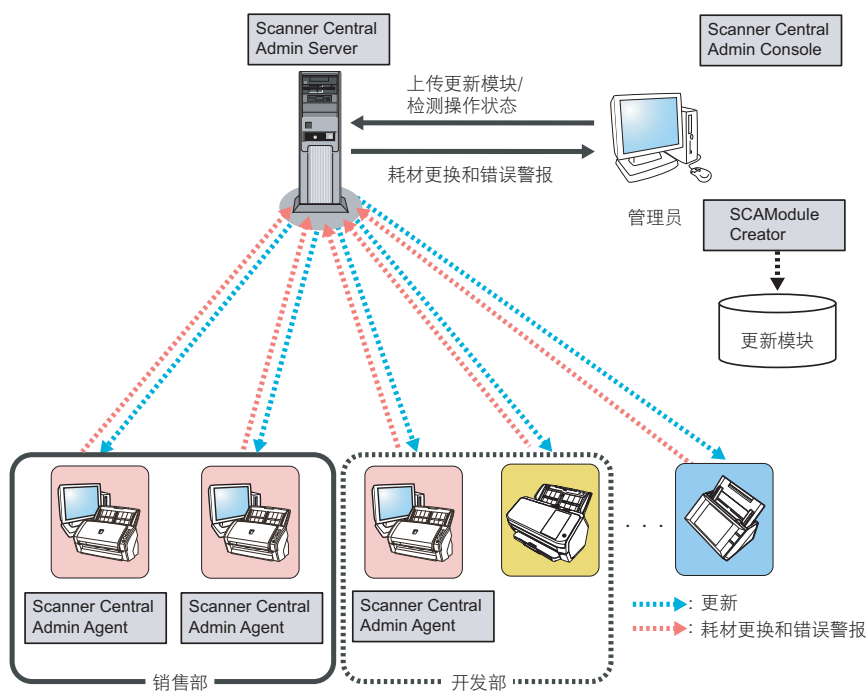 Scanner Central
Admin Server
Scanner Central
Admin Console
上传更新模块/
检测操作状态
耗材更换和错误警报
管理员
SCAModule
Creator
更新模块
· · ·
Scanner Central
Admin Agent
Scanner Central
Admin Agent
Scanner Central
Admin Agent
: 更新
: 耗材更换和错误警报
销售部
开发部